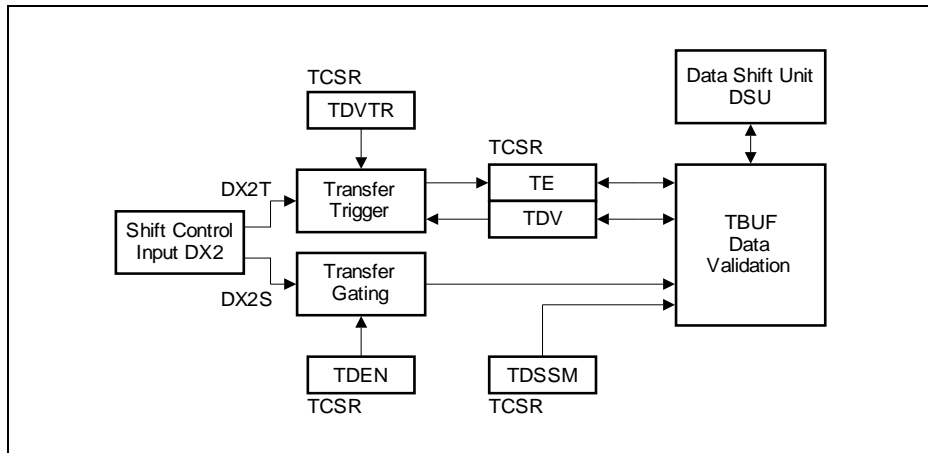 TCSR
TDVTR
Data Shift Unit
DSU
TCSR
DX2T
Transfer
Trigger
TE
TDV
Shift Control
Input DX2
TBUF
Data
Validation
DX2S
Transfer
Gating
TDEN
TCSR
TDSSM
TCSR